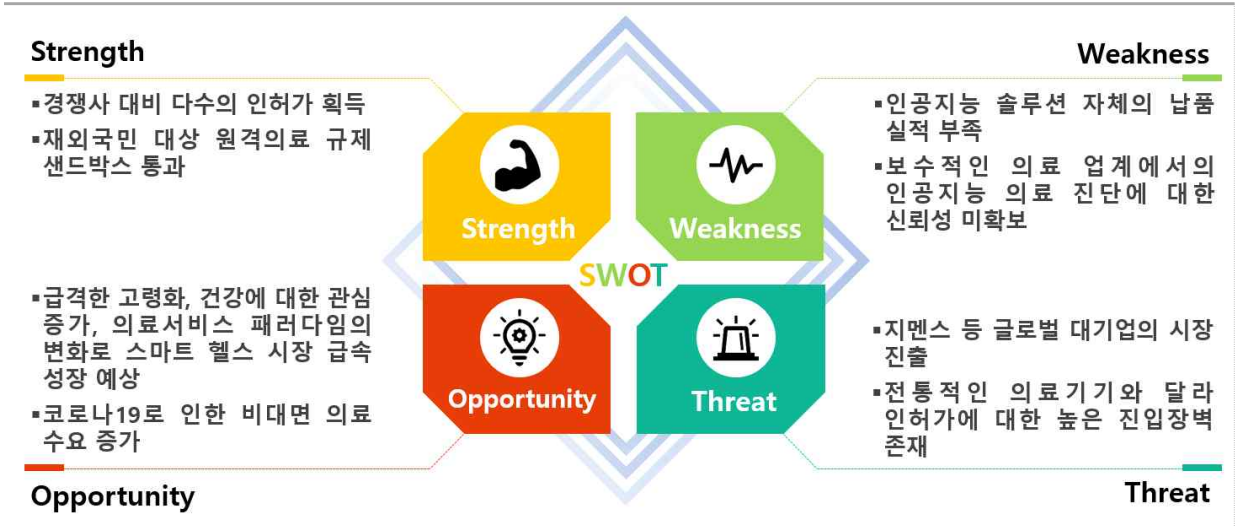 Strength
▪경쟁사 대비 다수의 인허가 획득
▪재외국민 대상 원격의료 규제
샌드박스 통과
Weakness
▪인공지능 솔루션 자체의 납품
실적 부족
▪보수적인 의료 업계에서의
인공지능 의료 진단에 대한
신뢰성 미확보
Strength
Weakness
SWOT
Opportunity
Threat
▪급격한 고령화, 건강에 대한 관심
증가, 의료서비스 패러다임의
변화로 스마트 헬스 시장 급속
성장 예상
▪코로나19로 인한 비대면 의료
수요 증가
Opportunity
▪지멘스 등 글로벌 대기업의 시장
진출
▪전통적인 의료기기와 달라
인허가에 대한 높은 진입장벽
존재
Threat